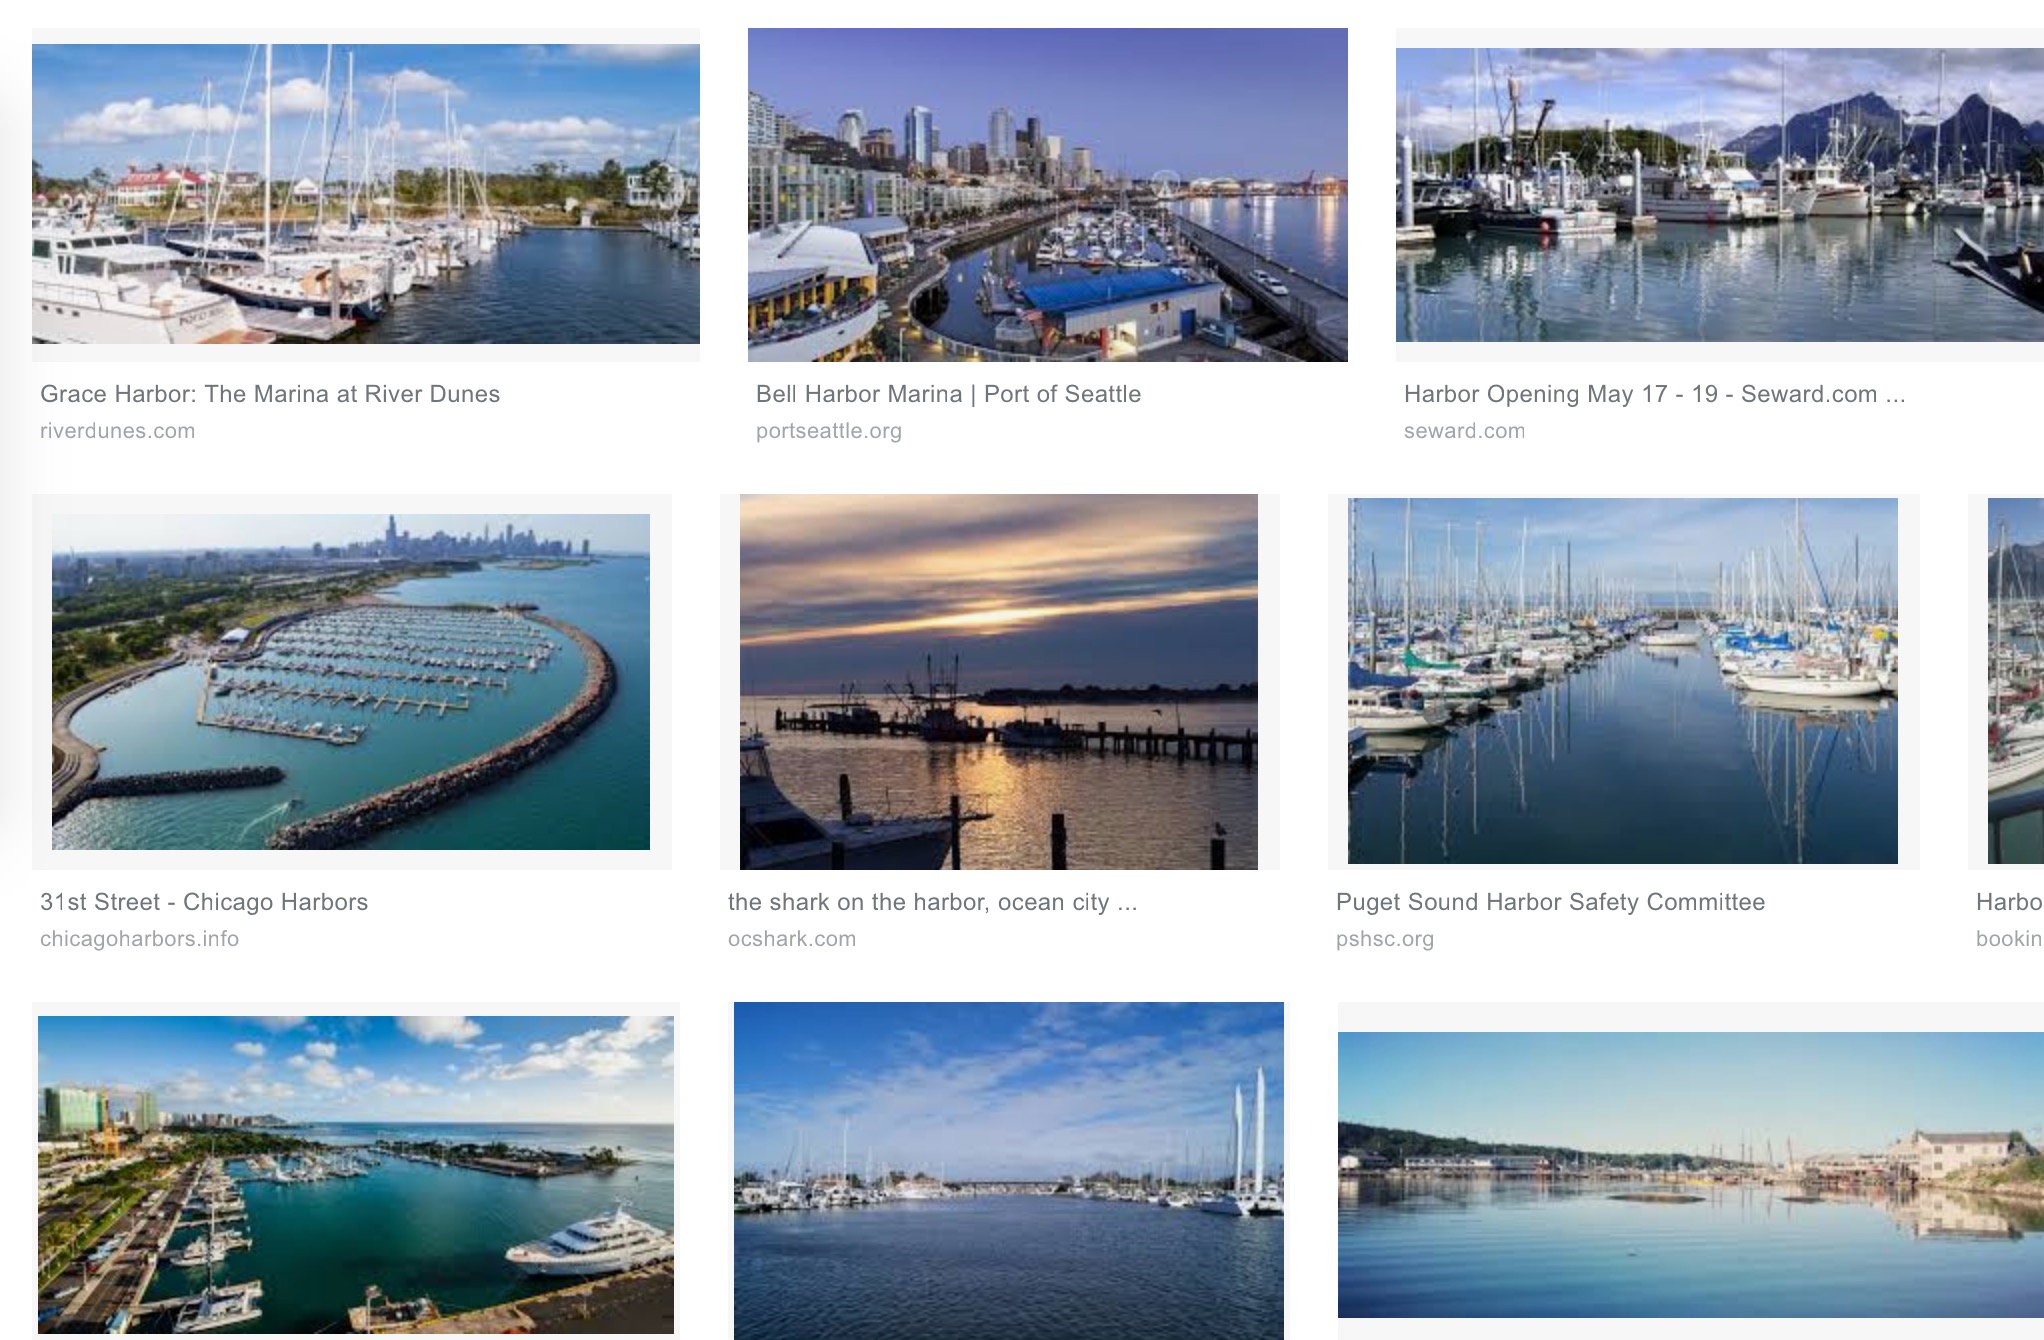 Grace Harbor: The Marina at River Dunes
riverdunes.com
Bell Harbor Marina | Port of Seattle
portseattle.org
Harbor Opening May 17 - 19 - Seward.com ...
seward.com
31st Street - Chicago Harbors
chicagoharbors.info
the shark on the harbor, ocean city ...
ocshark.com
Puget Sound Harbor Safety Committee
pshsc.org
Harbo
bookin